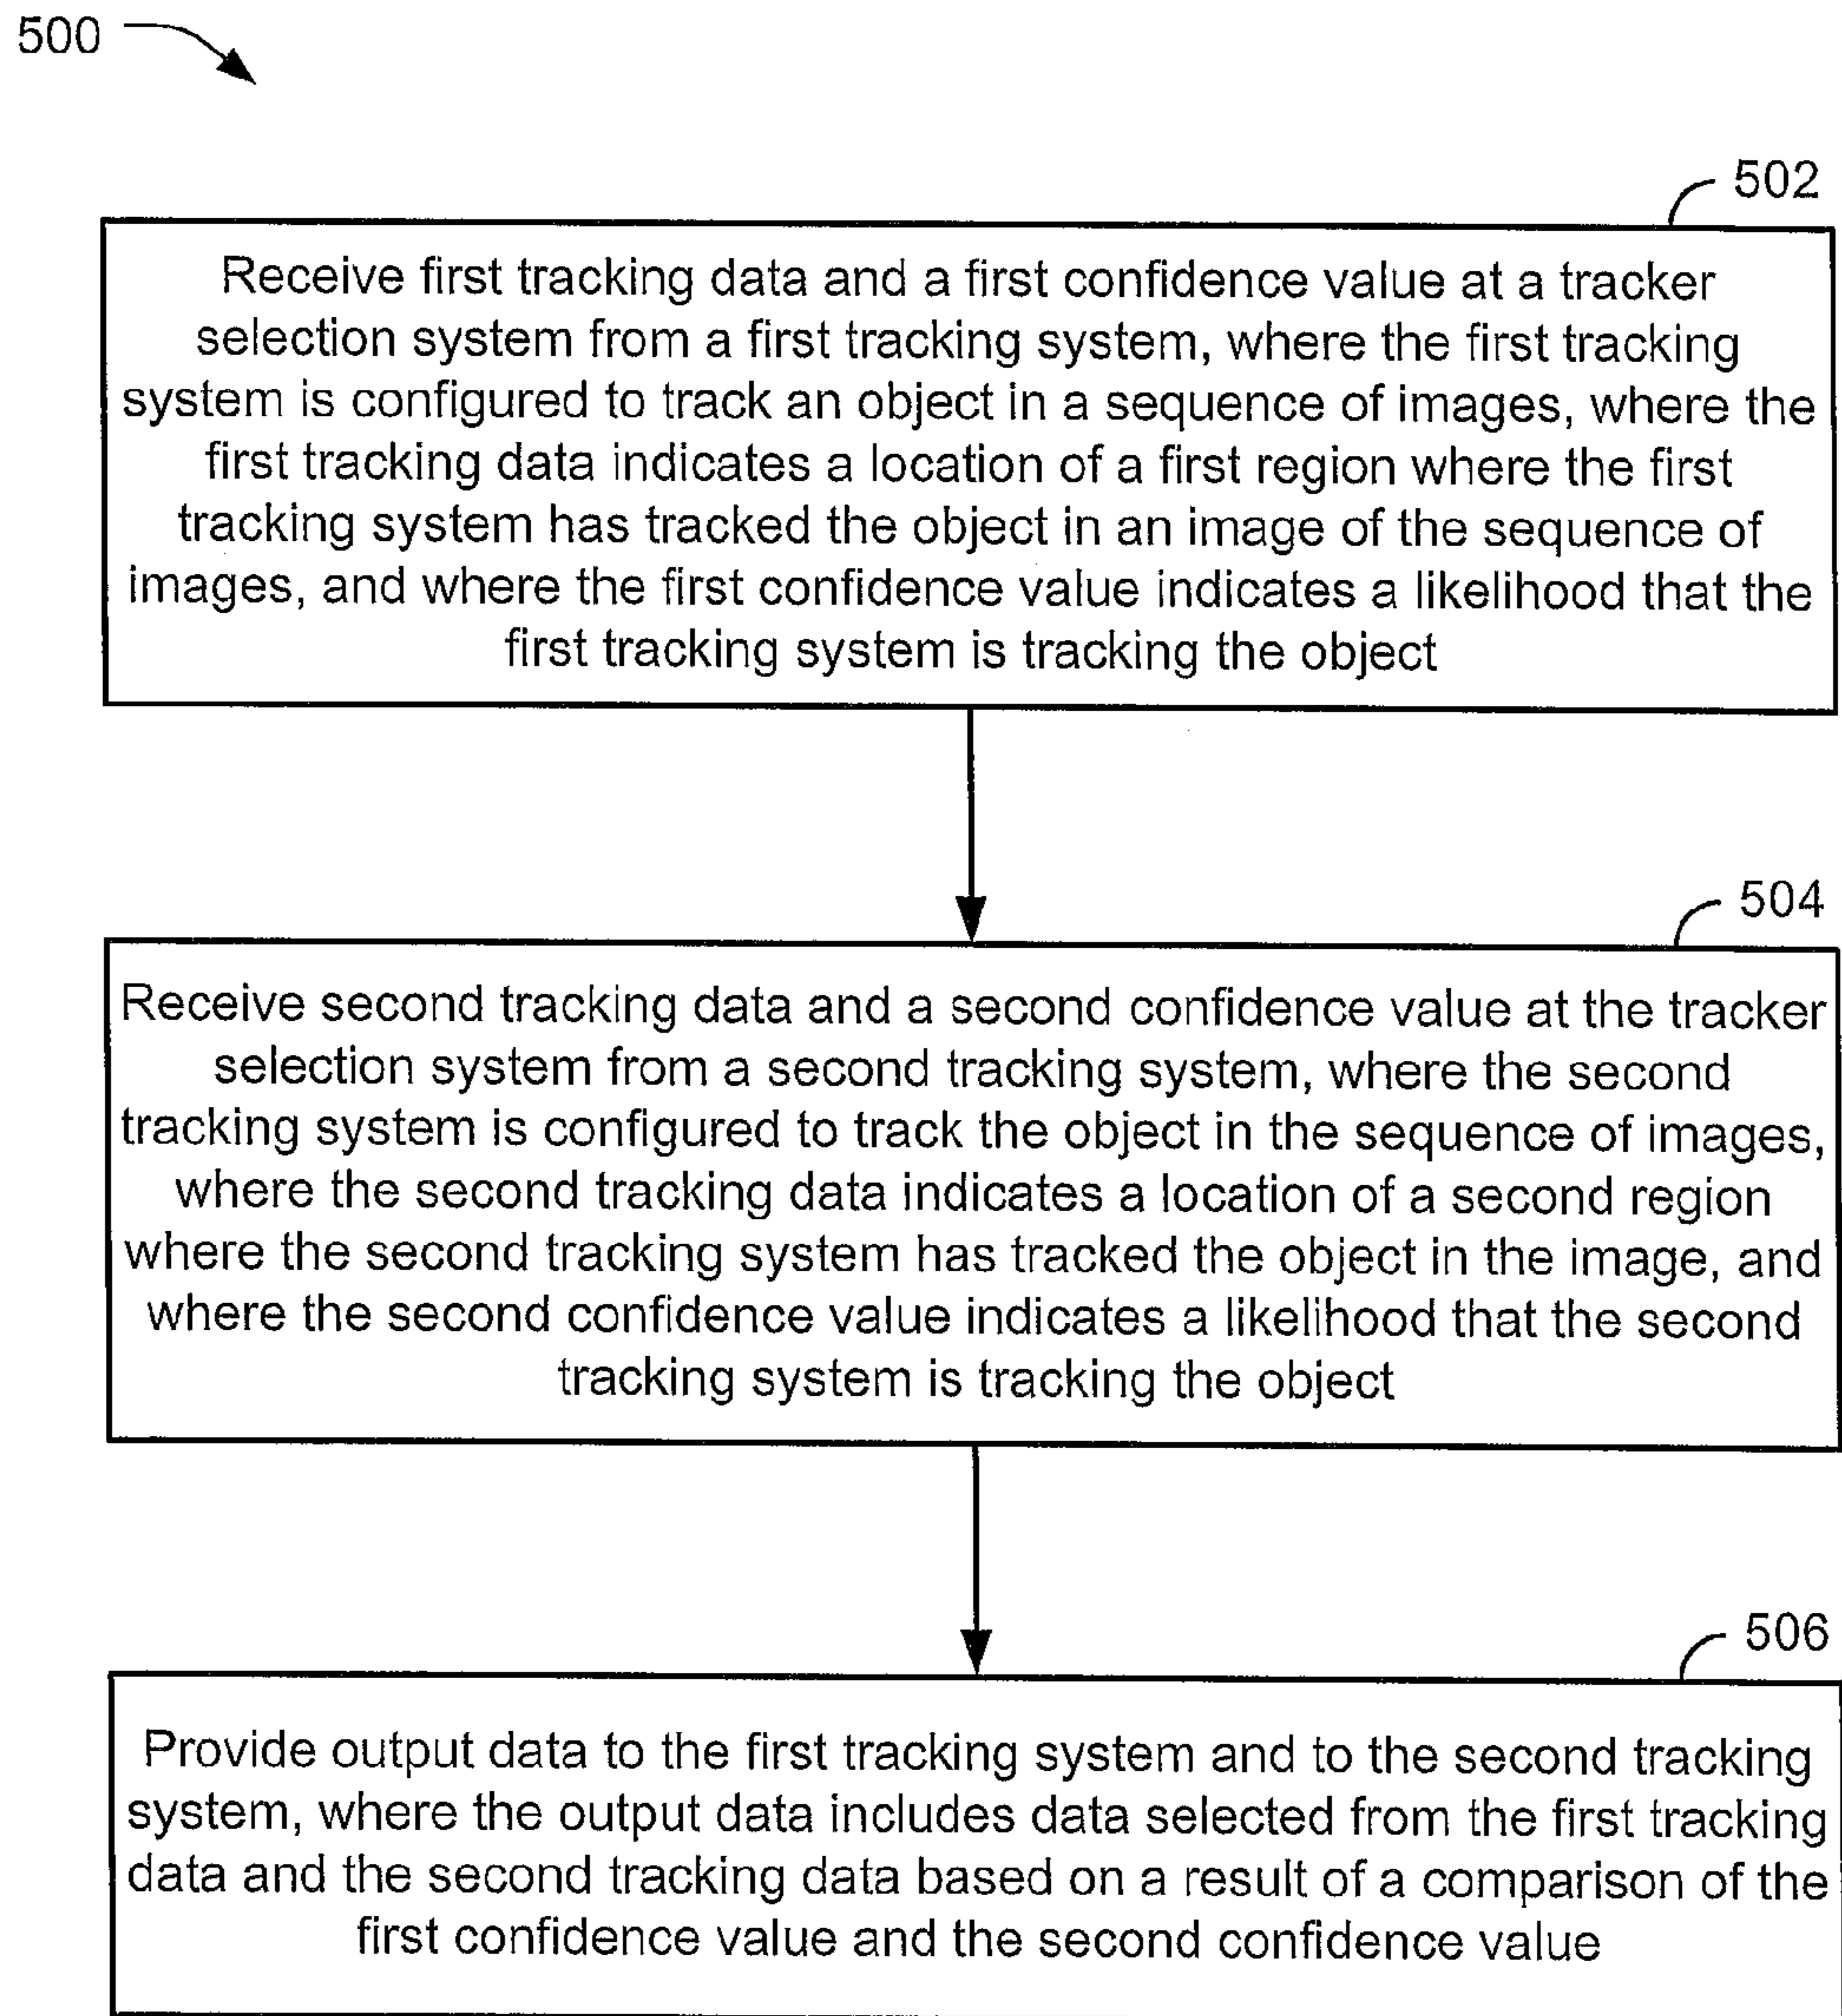 500
502
Receive first tracking data and a first confidence value at a tracker
selection system from a first tracking system, where the first tracking
system is configured to track an object in a sequence of images, where the
first tracking data indicates a location of a first region where the first
tracking system has tracked the object in an image of the sequence of
images, and where the first confidence value indicates a likelihood that the
first tracking system is tracking the object
504
Receive second tracking data and a second confidence value at the tracker
selection system from a second tracking system, where the second
tracking system is configured to track the object in the sequence of images,
where the second tracking data indicates a location of a second region
where the second tracking system has tracked the object in the image, and
where the second confidence value indicates a likelihood that the second
tracking system is tracking the object
506
Provide output data to the first tracking system and to the second tracking
system, where the output data includes data selected from the first tracking
data and the second tracking data based on a result of a comparison of the
first confidence value and the second confidence value